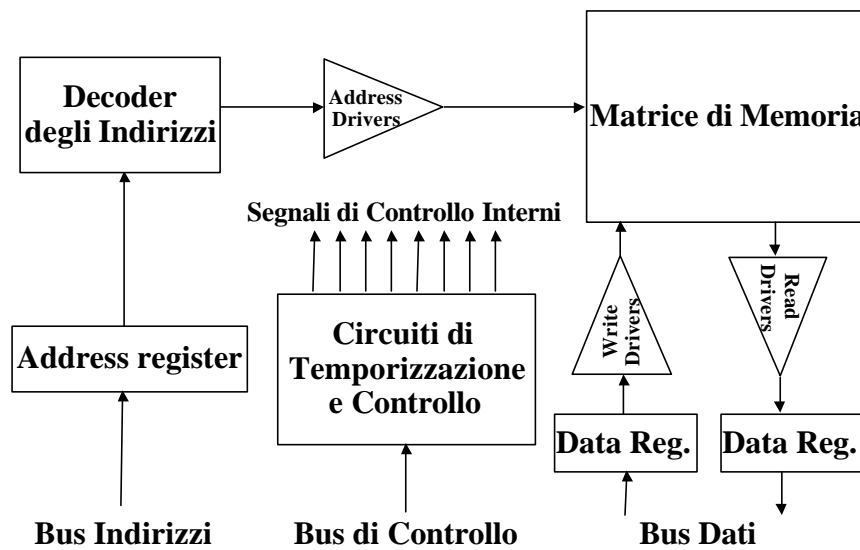 Decoder
degli Indirizzi
Address
Drivers
Matrice di Memoria
Segnali di Controllo Interni
Write
Drivers
Read
Drivers
Address register
Circuiti di
Temporizzazione
e Controllo
Data Reg.
Data Reg.
Bus Indirizzi
Bus di Controllo
Bus Dati